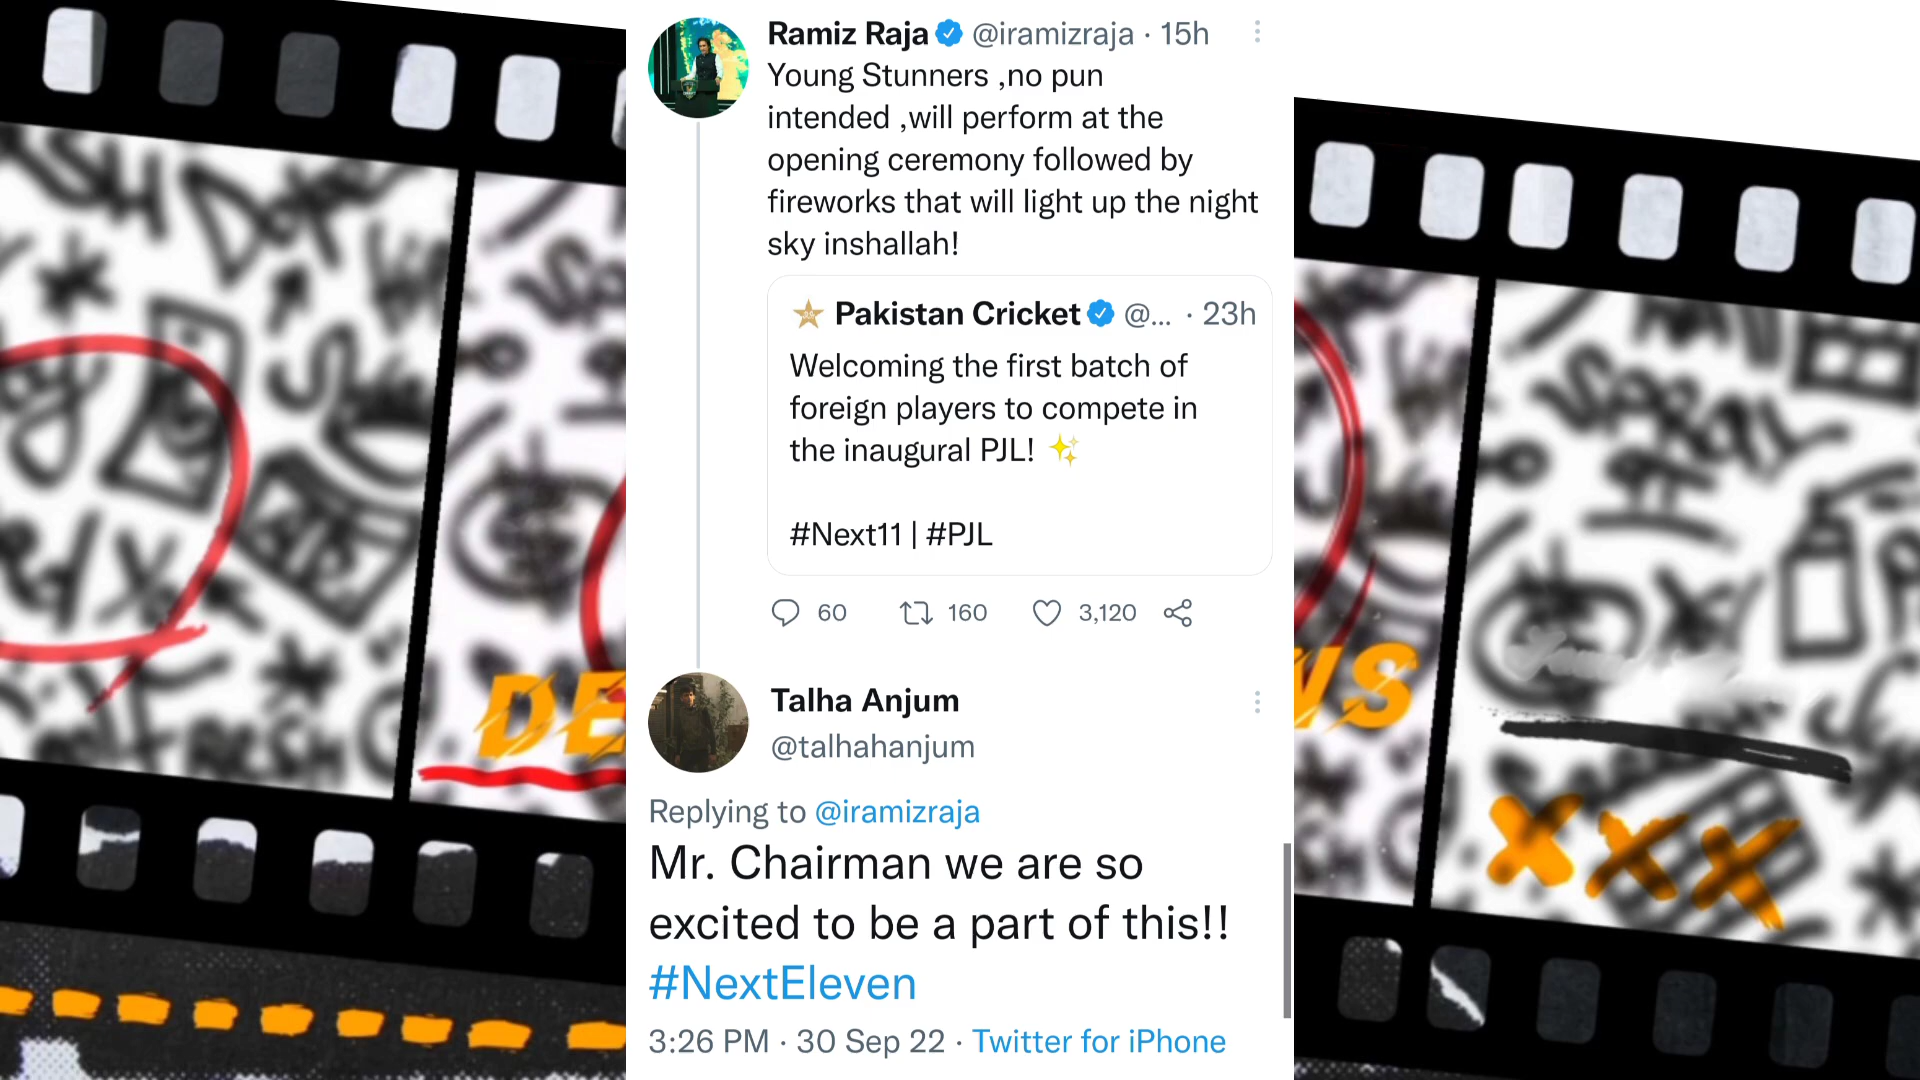 Ramiz Raja @iramizraja · 15h
Young Stunners ,no pun
intended ,will perform at the
opening ceremony followed by
fireworks that will light up the night
sky inshallah!
Pakistan Cricket @... · 23h
Welcoming the first batch of
foreign players to compete in
the inaugural PJL! ✨
#Next11 | #PJL
60 160 3,120
Talha Anjum
@talhahanjum
Replying to @iramizraja
Mr. Chairman we are so
excited to be a part of this!!
#NextEleven
3:26 PM · 30 Sep 22 · Twitter for iPhone
DE
XXX